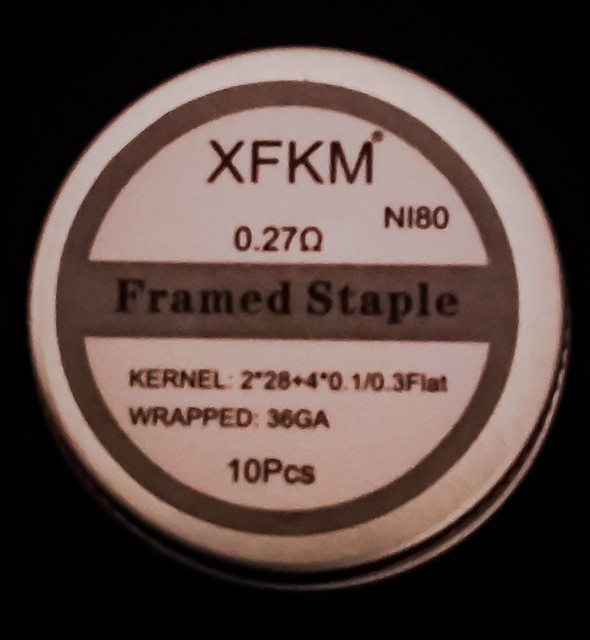 XFKM®
NI80
0.27Ω
Framed Staple
KERNEL: 2*28+4*0.1/0.3Flat
WRAPPED: 36GA
10Pcs